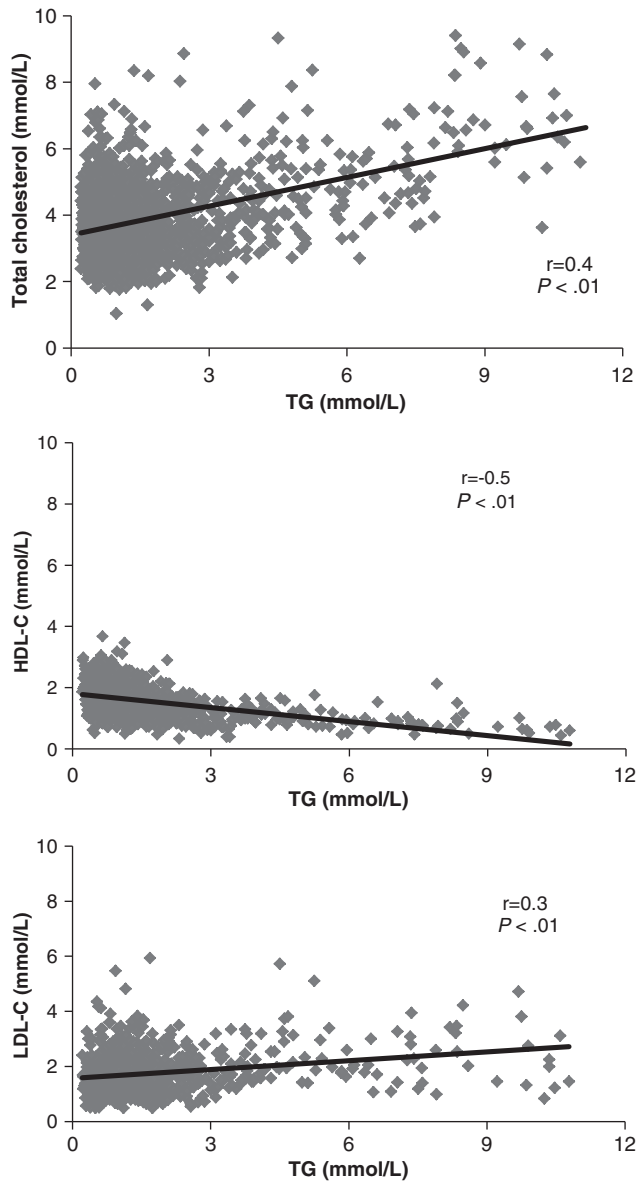 10
8
6
4
2
0
Total cholesterol (mmol/L)
r=0.4
P < .01
0 3 6 9 12
TG (mmol/L)
10
8
6
4
2
0
HDL-C (mmol/L)
r=-0.5
P < .01
0 3 6 9 12
TG (mmol/L)
10
8
6
4
2
0
LDL-C (mmol/L)
r=0.3
P < .01
0 3 6 9 12
TG (mmol/L)